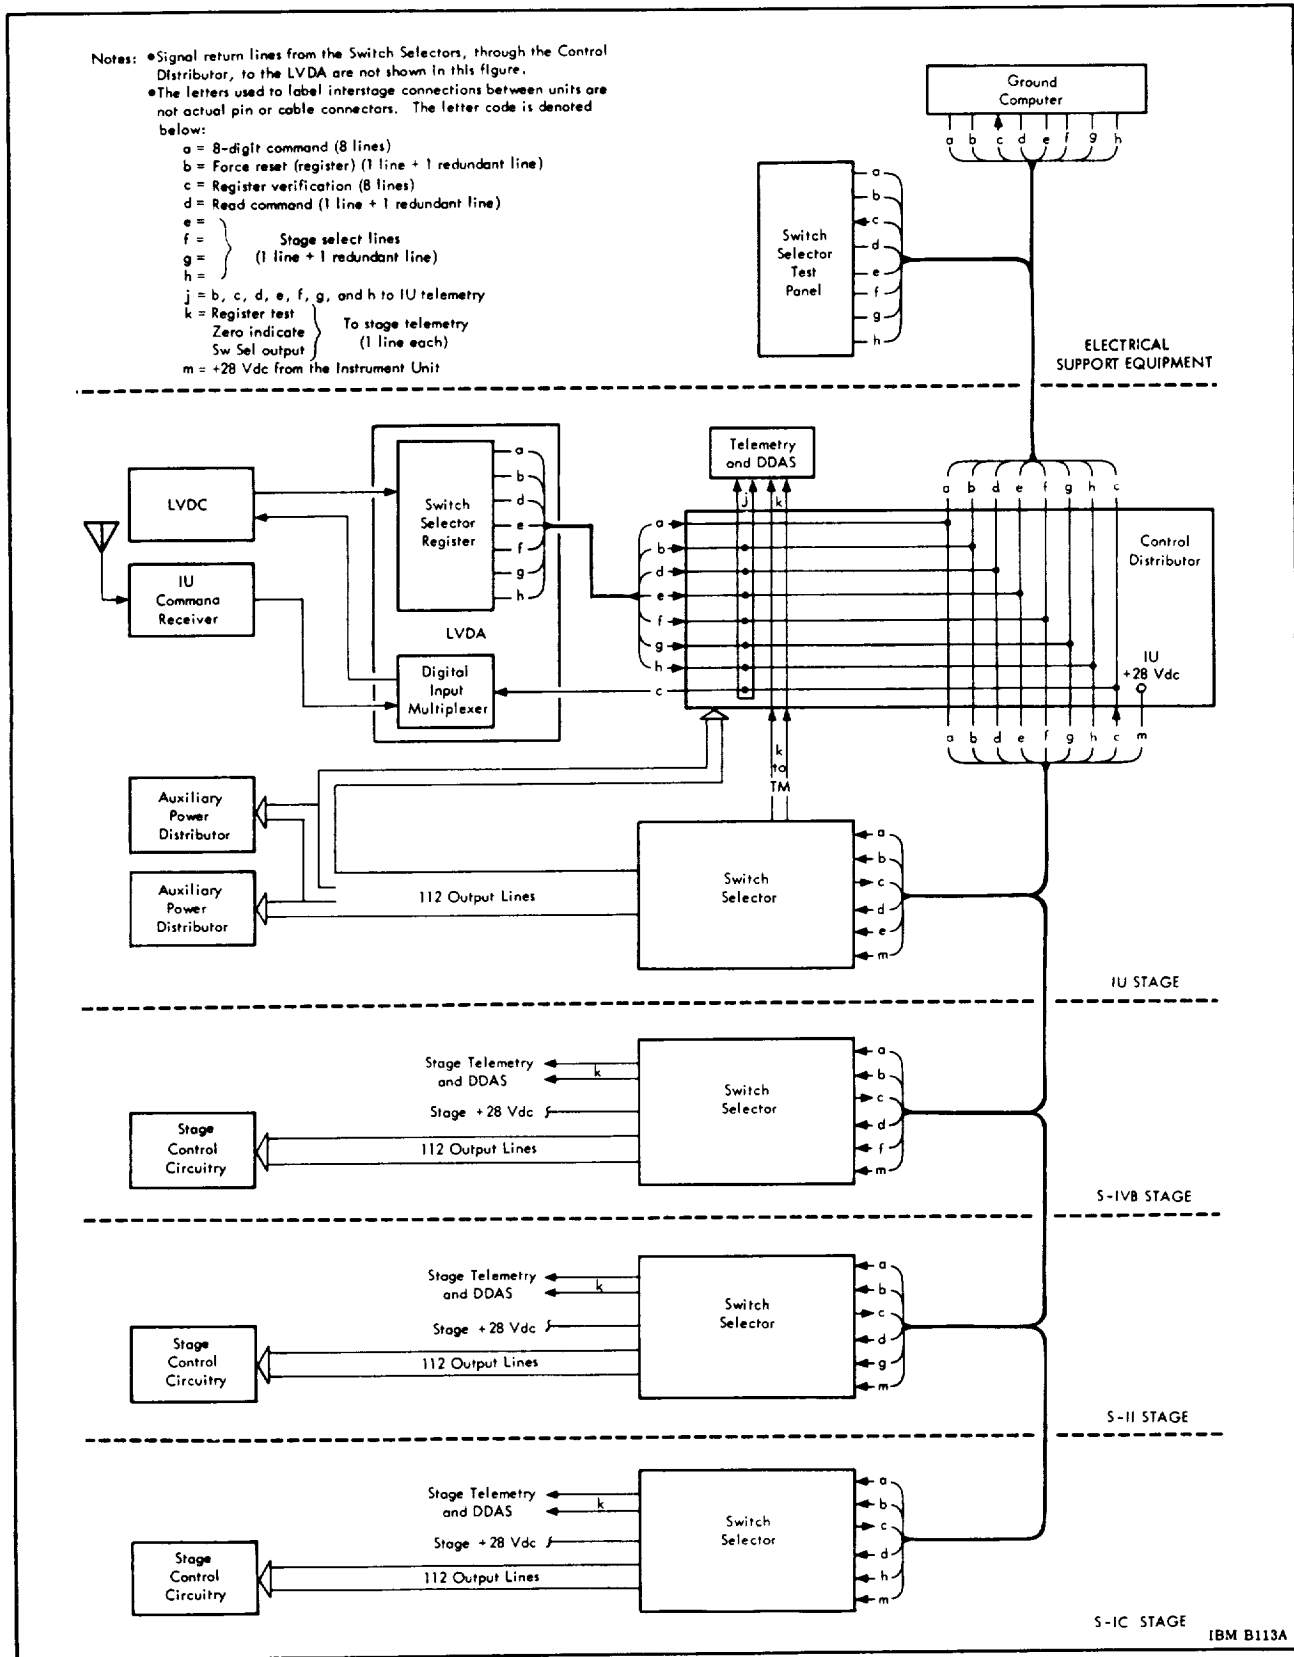 Notes: •Signal return lines from the Switch Selectors, through the Control
Distributor, to the LVDA are not shown in this figure.
•The letters used to label interstage connections between units are
not actual pin or cable connectors. The letter code is denoted
below:
a = 8-digit command (8 lines)
b = Force reset (register) (1 line + 1 redundant line)
c = Register verification (8 lines)
d = Read command (1 line + 1 redundant line)
e =
f =
g =
h =
Stage select lines
(1 line + 1 redundant line)
j = b, c, d, e, f, g, and h to IU telemetry
k = Register test
Zero indicate
Sw Sel output
To stage telemetry
(1 line each)
m = +28 Vdc from the Instrument Unit
Ground
Computer
a b c d e f g h
Switch
Selector
Test
Panel
a
b
c
d
e
f
g
h
ELECTRICAL
SUPPORT EQUIPMENT
LVDC
IU
Command
Receiver
Switch
Selector
Register
a
b
d
e
f
g
h
LVDA
Digital
Input
Multiplexer
Telemetry
and DDAS
j k
a
b
d
e
f
g
h
c
a b d e f g h c
Control
Distributor
IU
+28 Vdc
a b d e f g h c m
k
to
TM
Auxiliary
Power
Distributor
Auxiliary
Power
Distributor
112 Output Lines
Switch
Selector
a
b
c
d
e
m
IU STAGE
Stage Telemetry
and DDAS
k
Stage +28 Vdc
Stage
Control
Circuitry
112 Output Lines
Switch
Selector
a
b
c
d
f
m
S-IVB STAGE
Stage Telemetry
and DDAS
k
Stage +28 Vdc
Stage
Control
Circuitry
112 Output Lines
Switch
Selector
a
b
c
d
g
m
S-II STAGE
Stage Telemetry
and DDAS
k
Stage +28 Vdc
Stage
Control
Circuitry
112 Output Lines
Switch
Selector
a
b
c
d
h
m
S-IC STAGE
IBM B113A